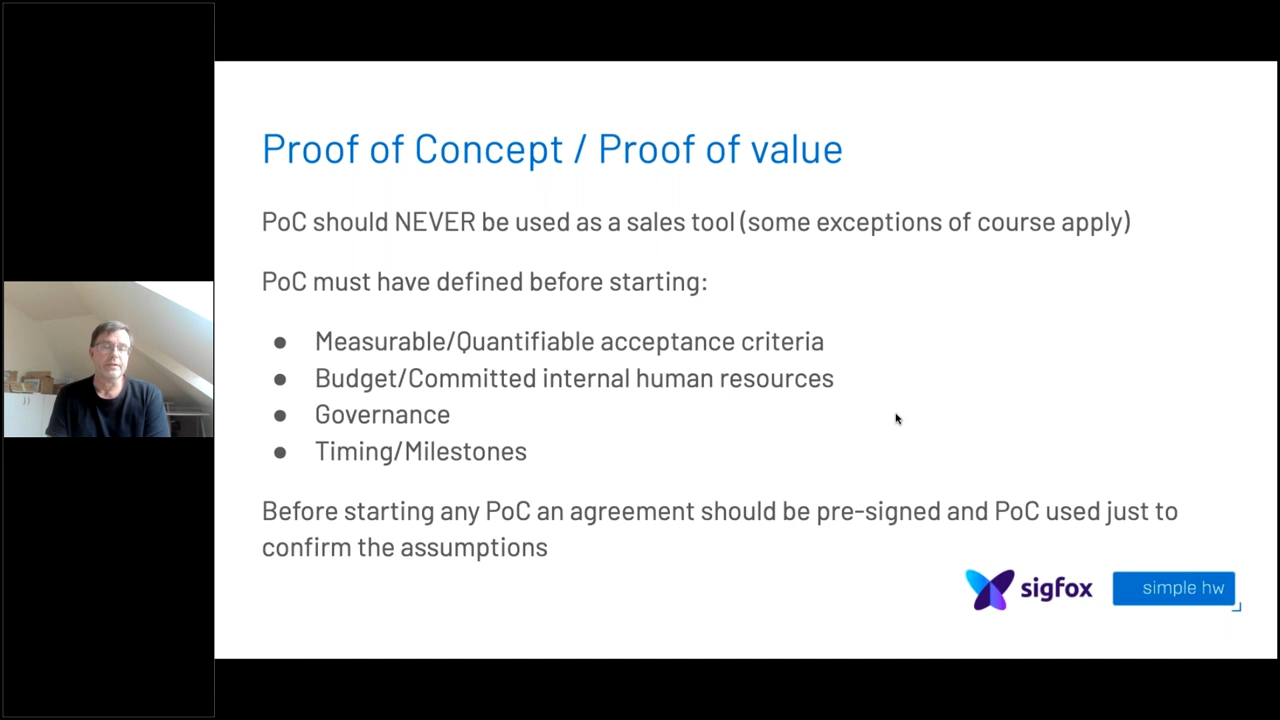 Proof of Concept / Proof of value
PoC should NEVER be used as a sales tool (some exceptions of course apply)
PoC must have defined before starting:
● Measurable/Quantifiable acceptance criteria
● Budget/Committed internal human resources
● Governance
● Timing/Milestones
Before starting any PoC an agreement should be pre-signed and PoC used just to
confirm the assumptions
sigfox
simple hw